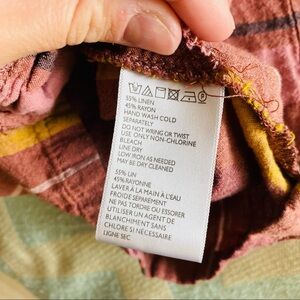 55% LINEN
45% RAYON
HAND WASH COLD
SEPARATELY
DO NOT WRING OR TWIST
USE ONLY NON-CHLORINE
BLEACH
LINE DRY
LOW IRON AS NEEDED
MAY BE DRY CLEANED
55% LIN
45% RAYONNE
LAVER À LA MAIN À L'EAU
FROIDE SÉPARÉMENT
NE PAS TORDRE OU ESSORER
UTILISER UN AGENT DE
BLANCHIMENT SANS
CHLORE SI NÉCESSAIRE
LIGNE SEC